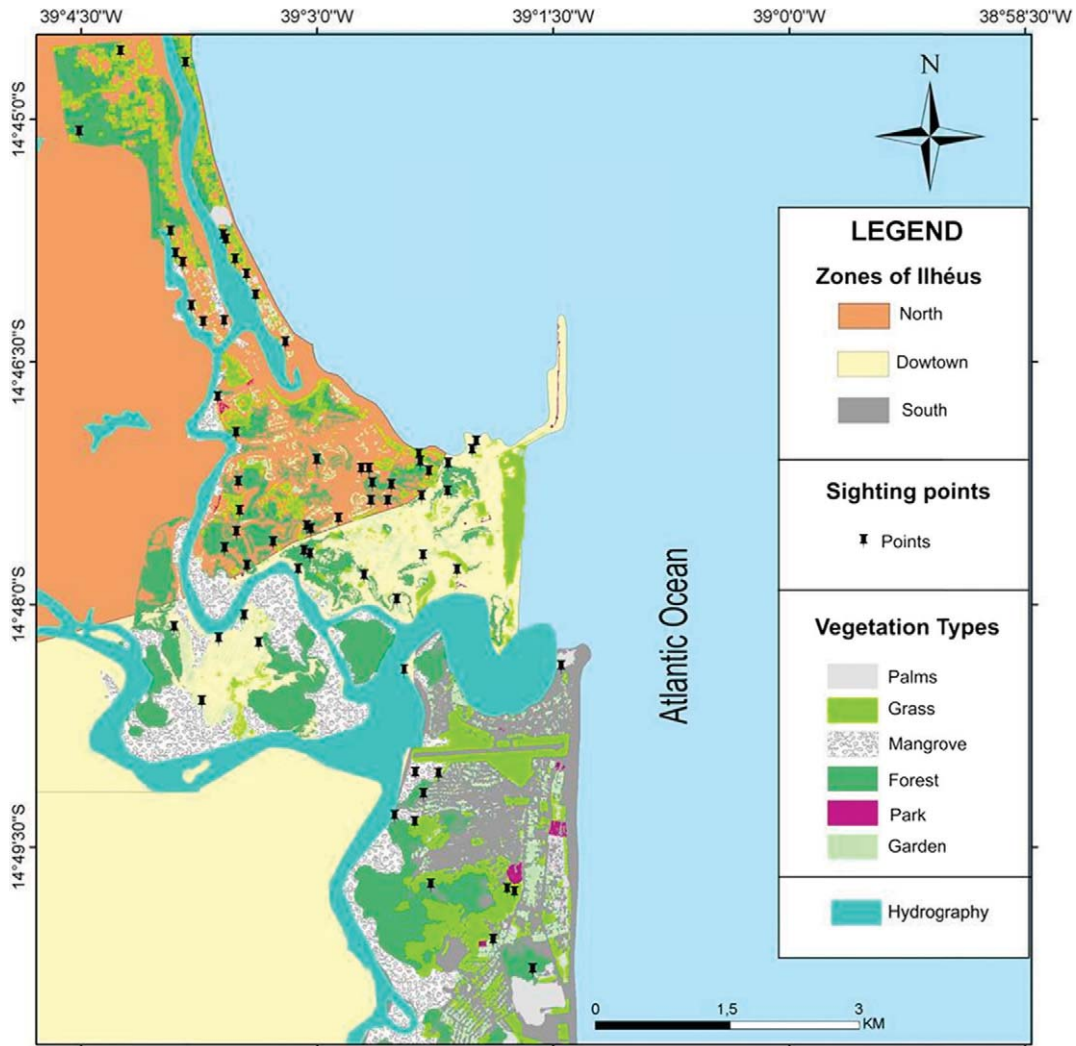 39°4'30"W 39°3'0"W 39°1'30"W 39°0'0"W 38°58'30"W
14°45'0"S
14°46'30"S
14°48'0"S
14°49'30"S
N
LEGEND
Zones of Ilhéus
North
Dowtown
South
Sighting points
Points
Vegetation Types
Palms
Grass
Mangrove
Forest
Park
Garden
Hydrography
Atlantic Ocean
0 1,5 3
KM